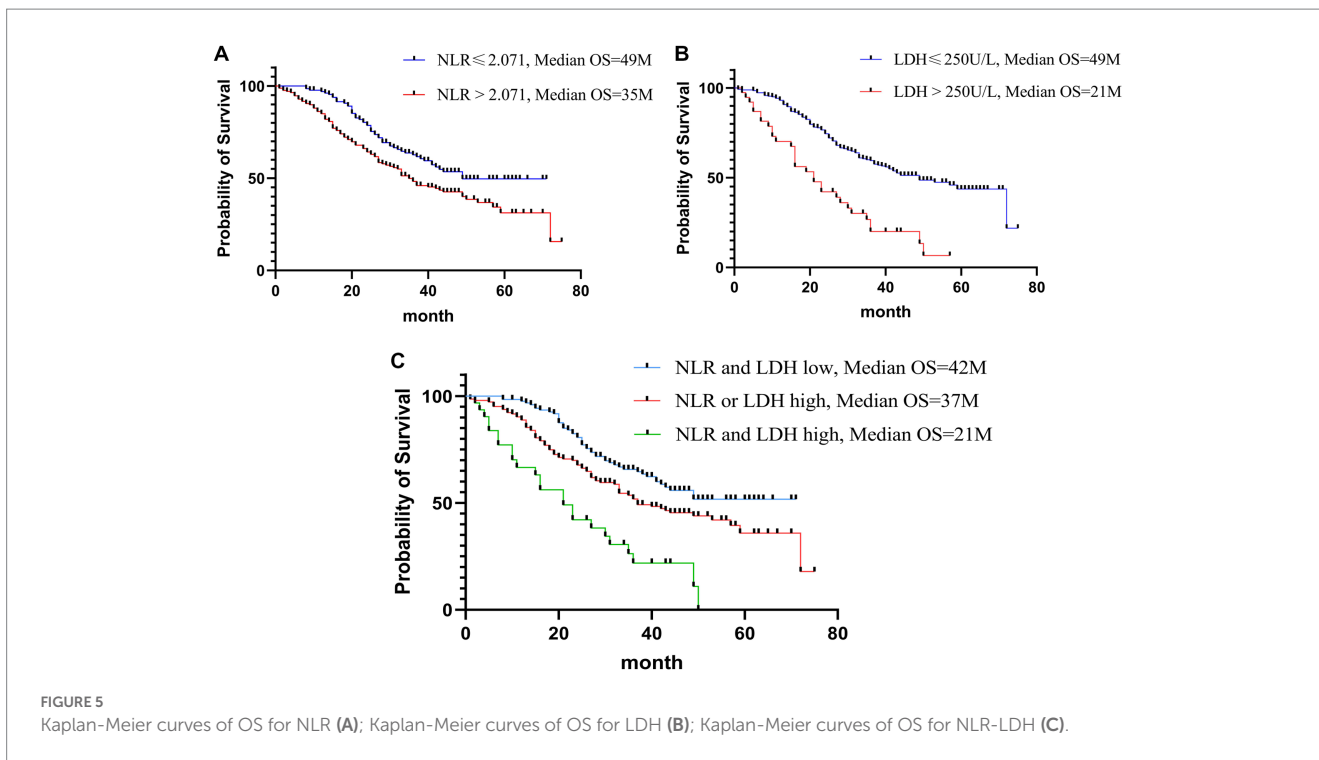 A
NLR≤2.071, Median OS=49M
NLR>2.071, Median OS=35M
Probability of Survival
100
50
0
0 20 40 60 80
month
B
LDH≤250U/L, Median OS=49M
LDH>250U/L, Median OS=21M
Probability of Survival
100
50
0
0 20 40 60 80
month
C
NLR and LDH low, Median OS=42M
NLR or LDH high, Median OS=37M
NLR and LDH high, Median OS=21M
Probability of Survival
100
50
0
0 20 40 60 80
month
FIGURE 5
Kaplan-Meier curves of OS for NLR (A); Kaplan-Meier curves of OS for LDH (B); Kaplan-Meier curves of OS for NLR-LDH (C).